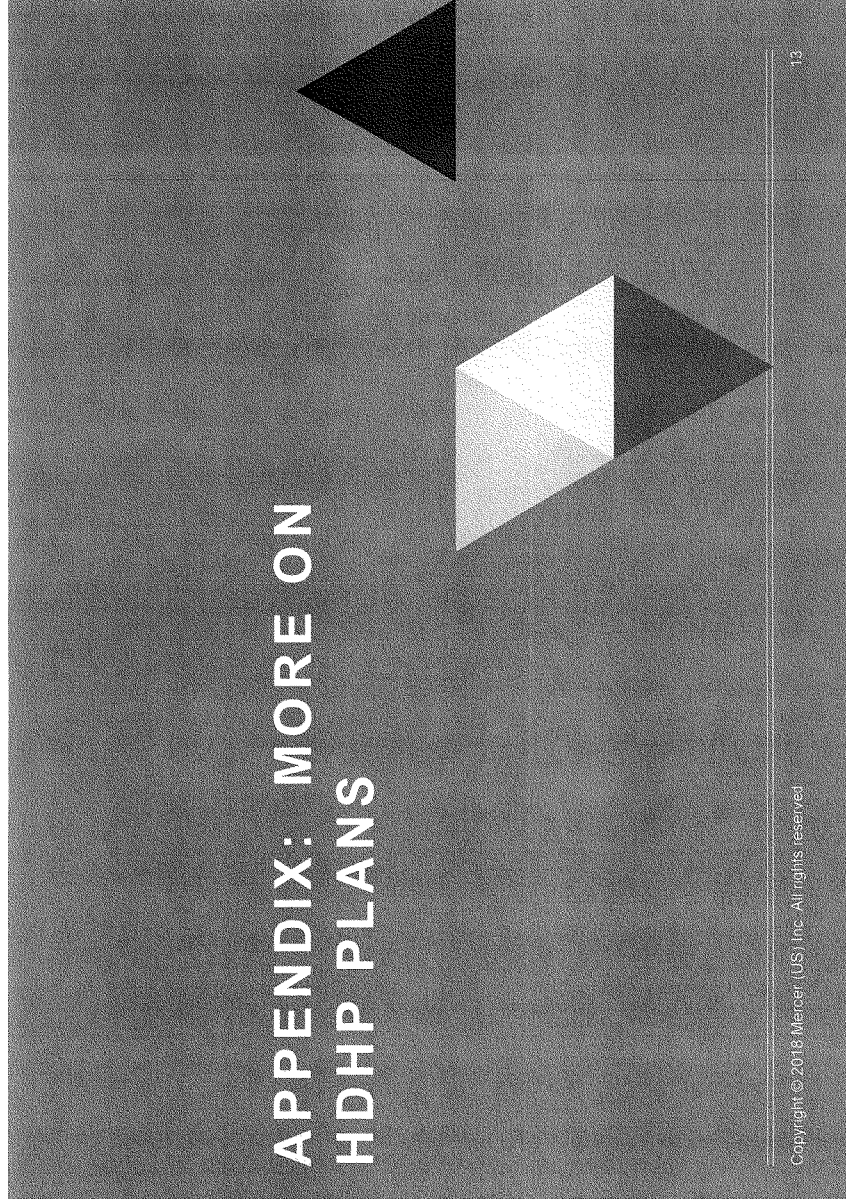 APPENDIX: MORE ON
HDHP PLANS
Copyright © 2018 Mercer (US) Inc. All rights reserved
13